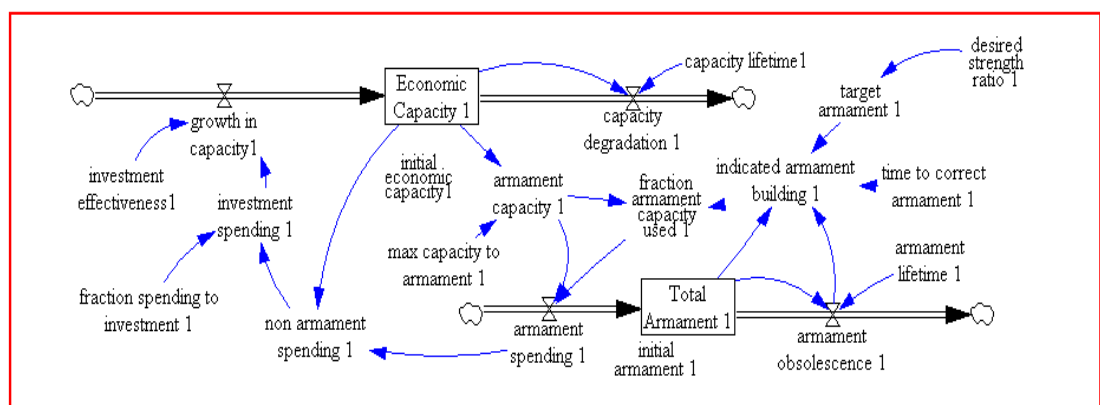 desired
strength
ratio 1
Economic
Capacity 1
capacity lifetime1
target
armament 1
growth in
capacity1
capacity
degradation 1
investment
effectiveness 1
initial
economic
capacity1
armament
capacity 1
fraction
armament
capacity
used 1
indicated armament
building 1
time to correct
armament 1
investment
spending 1
max capacity to
armament 1
armament
lifetime 1
fraction spending to
investment 1
non armament
spending 1
armament
spending 1
Total
Armament 1
initial
armament 1
armament
obsolescence 1